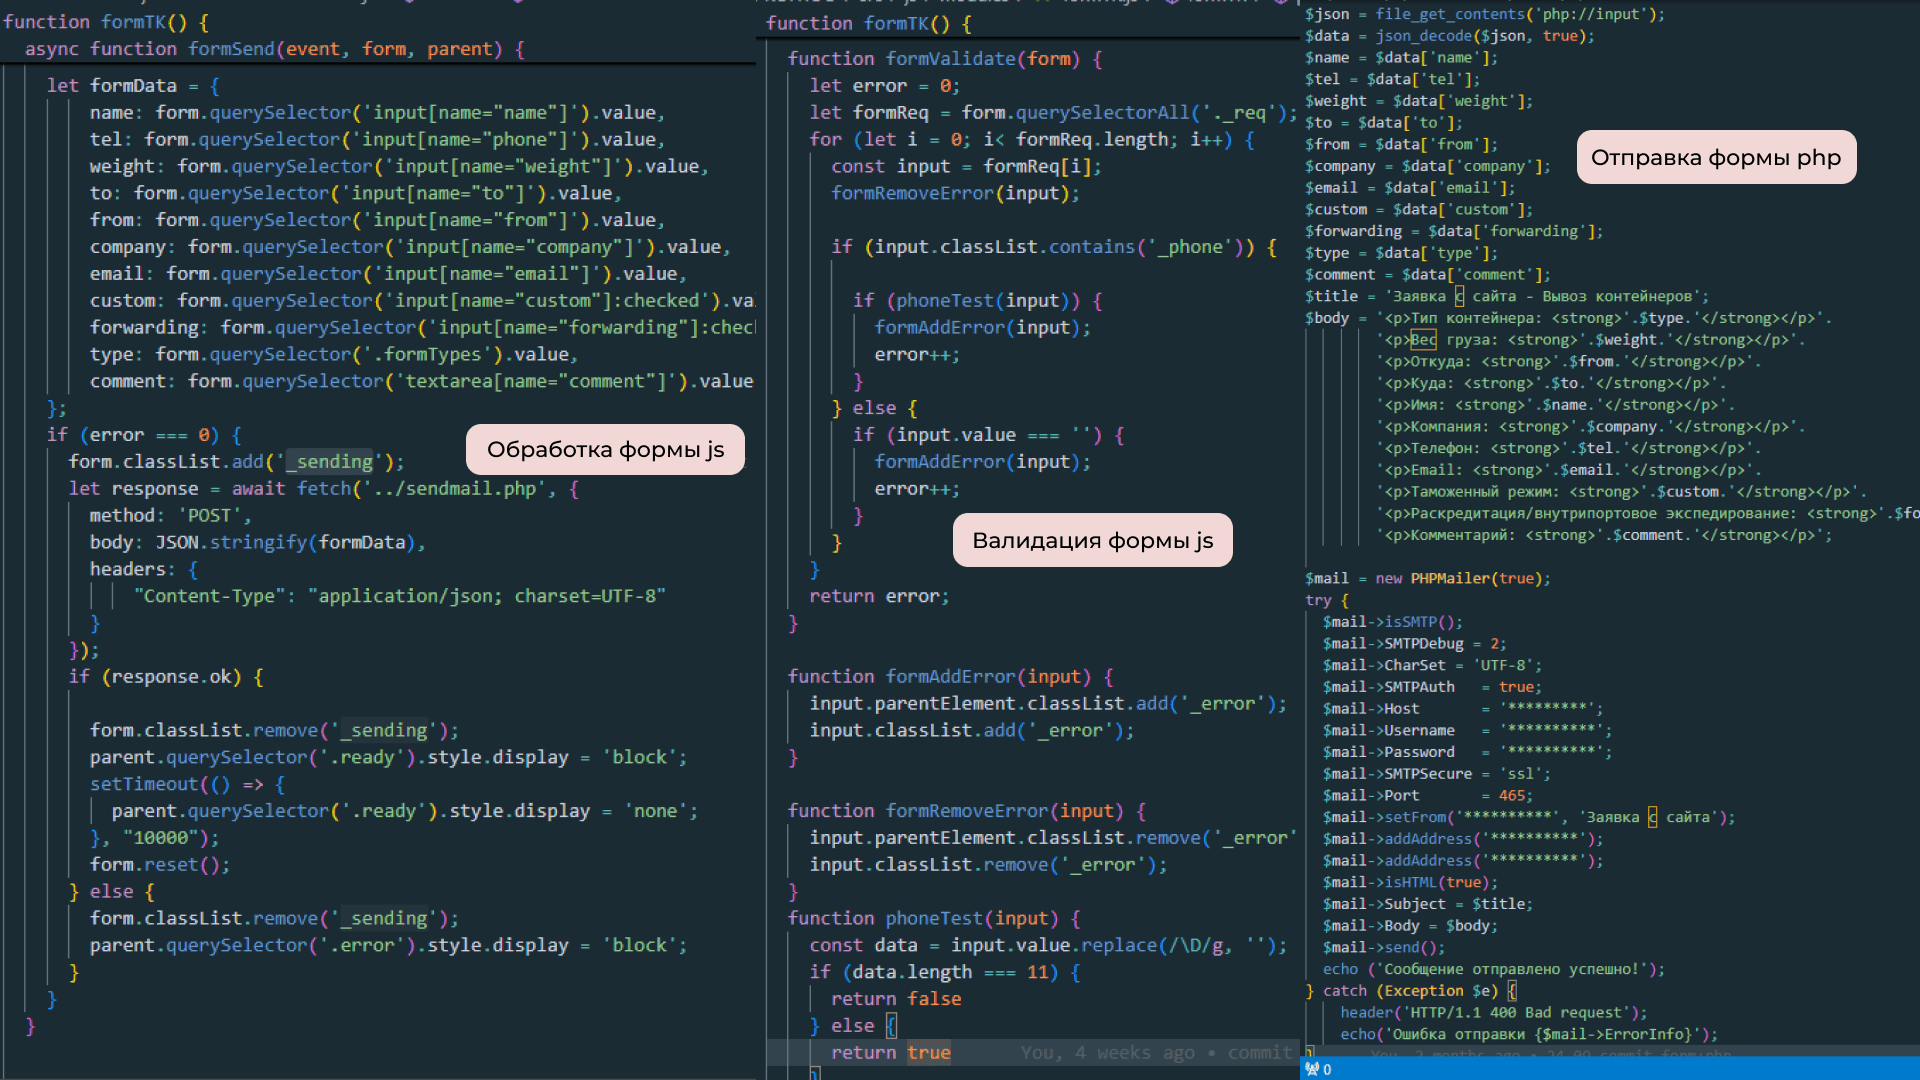 function formTK() {
async function formSend(event, form, parent) {
let formData = {
name: form.querySelector('input[name="name"]').value,
tel: form.querySelector('input[name="phone"]').value,
weight: form.querySelector('input[name="weight"]').value,
to: form.querySelector('input[name="to"]').value,
from: form.querySelector('input[name="from"]').value,
company: form.querySelector('input[name="company"]').value,
email: form.querySelector('input[name="email"]').value,
custom: form.querySelector('input[name="custom"]:checked').va
forwarding: form.querySelector('input[name="forwarding"]:chec
type: form.querySelector('.formTypes').value,
comment: form.querySelector('textarea[name="comment"]').value
};
if (error === 0) {
form.classList.add('_sending');
let response = await fetch('../sendmail.php', {
method: 'POST',
body: JSON.stringify(formData),
headers: {
"Content-Type": "application/json; charset=UTF-8"
}
});
if (response.ok) {
form.classList.remove('_sending');
parent.querySelector('.ready').style.display = 'block';
setTimeout(() => {
parent.querySelector('.ready').style.display = 'none';
}, "10000");
form.reset();
} else {
form.classList.remove('_sending');
parent.querySelector('.error').style.display = 'block';
}
}
}
Обработка формы js
function formTK() {
function formValidate(form) {
let error = 0;
let formReq = form.querySelectorAll('._req');
for (let i = 0; i< formReq.length; i++) {
const input = formReq[i];
formRemoveError(input);
if (input.classList.contains('_phone')) {
if (phoneTest(input)) {
formAddError(input);
error++;
}
} else {
if (input.value === '') {
formAddError(input);
error++;
}
}
}
return error;
}
Валидация формы js
function formAddError(input) {
input.parentElement.classList.add('_error');
input.classList.add('_error');
}
function formRemoveError(input) {
input.parentElement.classList.remove('_error'
input.classList.remove('_error');
}
function phoneTest(input) {
const data = input.value.replace(/\D/g, '');
if (data.length === 11) {
return false
} else {
return true You, 4 weeks ago • commit
}
$json = file_get_contents('php://input');
$data = json_decode($json, true);
$name = $data['name'];
$tel = $data['tel'];
$weight = $data['weight'];
$to = $data['to'];
$from = $data['from'];
$company = $data['company'];
$email = $data['email'];
$custom = $data['custom'];
$forwarding = $data['forwarding'];
$type = $data['type'];
$comment = $data['comment'];
$title = 'Заявка с сайта - Вывоз контейнеров';
$body = '<p>Тип контейнера: <strong>'.$type.'</strong></p>'.
'<p>Вес груза: <strong>'.$weight.'</strong></p>'.
'<p>Откуда: <strong>'.$from.'</strong></p>'.
'<p>Куда: <strong>'.$to.'</strong></p>'.
'<p>Имя: <strong>'.$name.'</strong></p>'.
'<p>Компания: <strong>'.$company.'</strong></p>'.
'<p>Телефон: <strong>'.$tel.'</strong></p>'.
'<p>Email: <strong>'.$email.'</strong></p>'.
'<p>Таможенный режим: <strong>'.$custom.'</strong></p>'.
'<p>Раскредитация/внутрипортовое экспедирование: <strong>'.$fo
'<p>Комментарий: <strong>'.$comment.'</strong></p>';
Отправка формы php
$mail = new PHPMailer(true);
try {
$mail->isSMTP();
$mail->SMTPDebug = 2;
$mail->CharSet = 'UTF-8';
$mail->SMTPAuth = true;
$mail->Host = '*********';
$mail->Username = '**********';
$mail->Password = '**********';
$mail->SMTPSecure = 'ssl';
$mail->Port = 465;
$mail->setFrom('**********', 'Заявка с сайта');
$mail->addAddress('**********');
$mail->addAddress('**********');
$mail->isHTML(true);
$mail->Subject = $title;
$mail->Body = $body;
$mail->send();
echo ('Сообщение отправлено успешно!');
} catch (Exception $e) {
header('HTTP/1.1 400 Bad request');
echo('Ошибка отправки {$mail->ErrorInfo}');
}
0